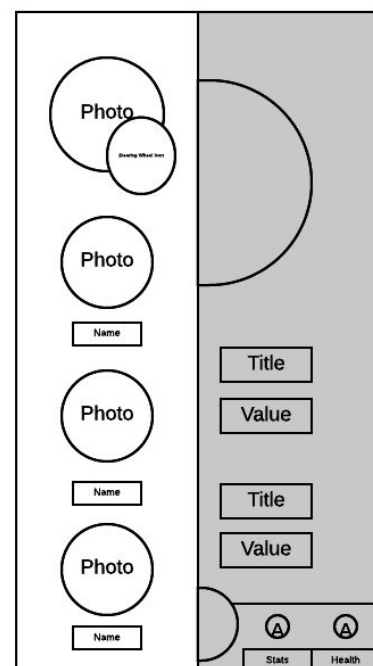 Photo
Steering Wheel Icon
Photo
Name
Photo
Name
Photo
Name
Title
Value
Title
Value
A
A
Stats
Health